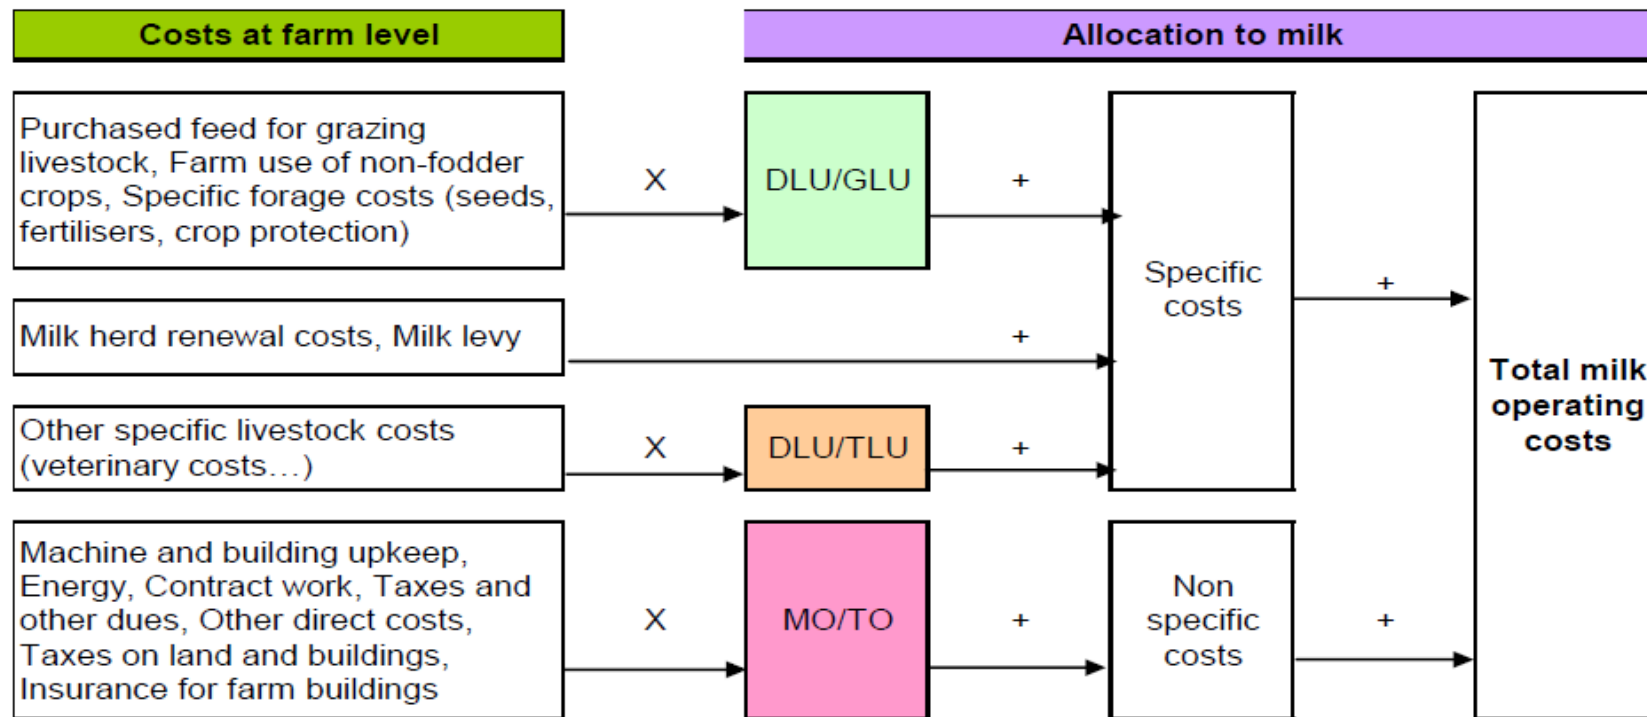 Costs at farm level
Allocation to milk
Purchased feed for grazing
livestock, Farm use of non-fodder
crops, Specific forage costs (seeds,
fertilisers, crop protection)
X
DLU/GLU
+
Specific
costs
+
Milk herd renewal costs, Milk levy
+
Total milk
operating
costs
Other specific livestock costs
(veterinary costs…)
X
DLU/TLU
+
Machine and building upkeep,
Energy, Contract work, Taxes and
other dues, Other direct costs,
Taxes on land and buildings,
Insurance for farm buildings
X
MO/TO
+
Non
specific
costs
+